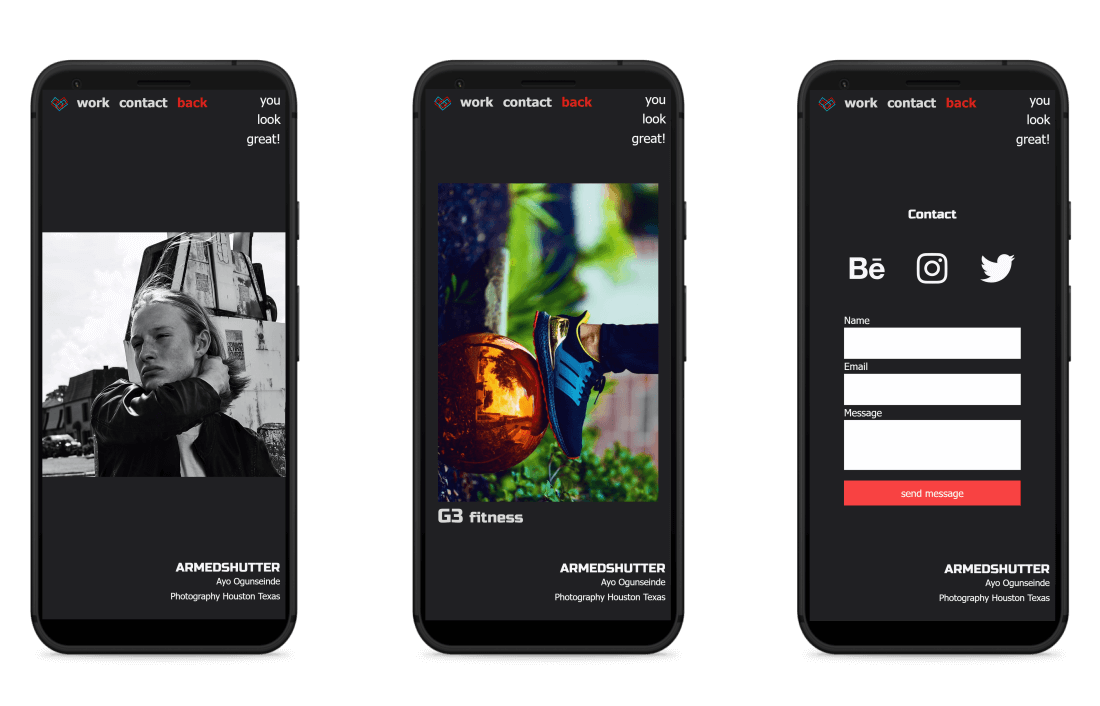 work contact back
you
look
great!
ARMEDSHUTTER
Ayo Ogunseinde
Photography Houston Texas
work contact back
you
look
great!
G3 fitness
ARMEDSHUTTER
Ayo Ogunseinde
Photography Houston Texas
work contact back
you
look
great!
Contact
Bē
Name
Email
Message
send message
ARMEDSHUTTER
Ayo Ogunseinde
Photography Houston Texas